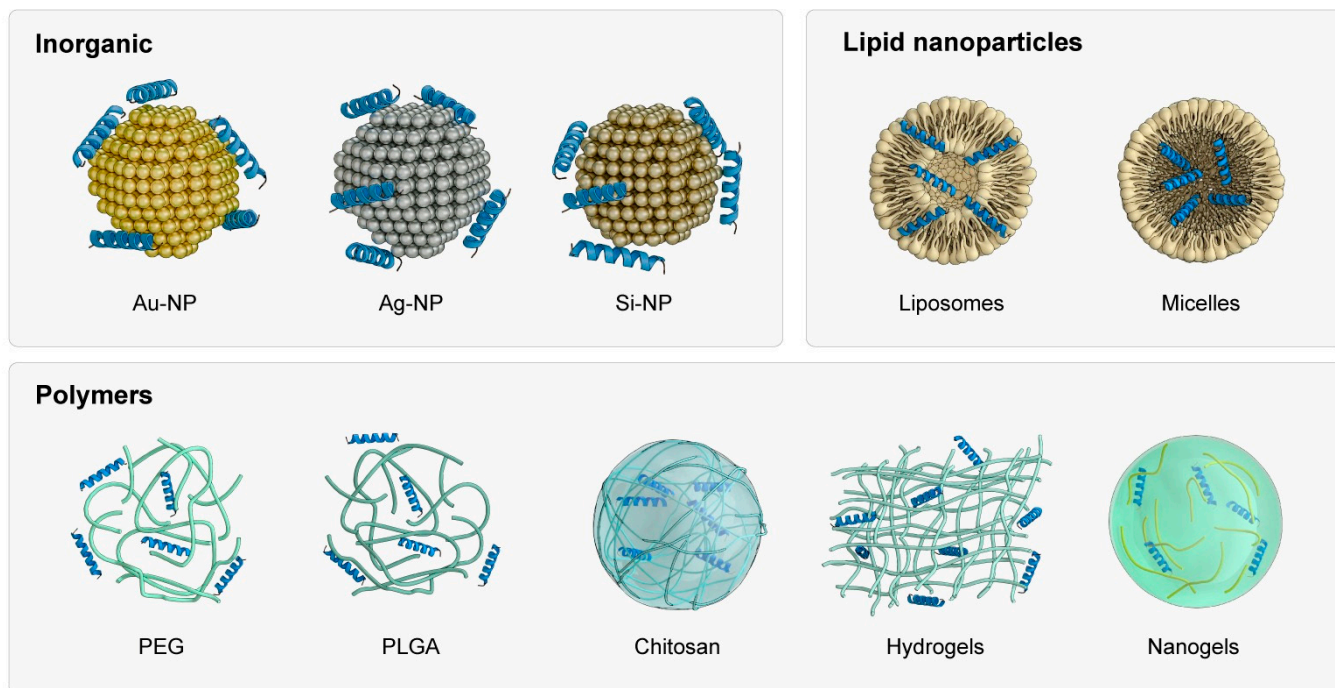 Inorganic
Au-NP
Ag-NP
Si-NP
Lipid nanoparticles
Liposomes
Micelles
Polymers
PEG
PLGA
Chitosan
Hydrogels
Nanogels